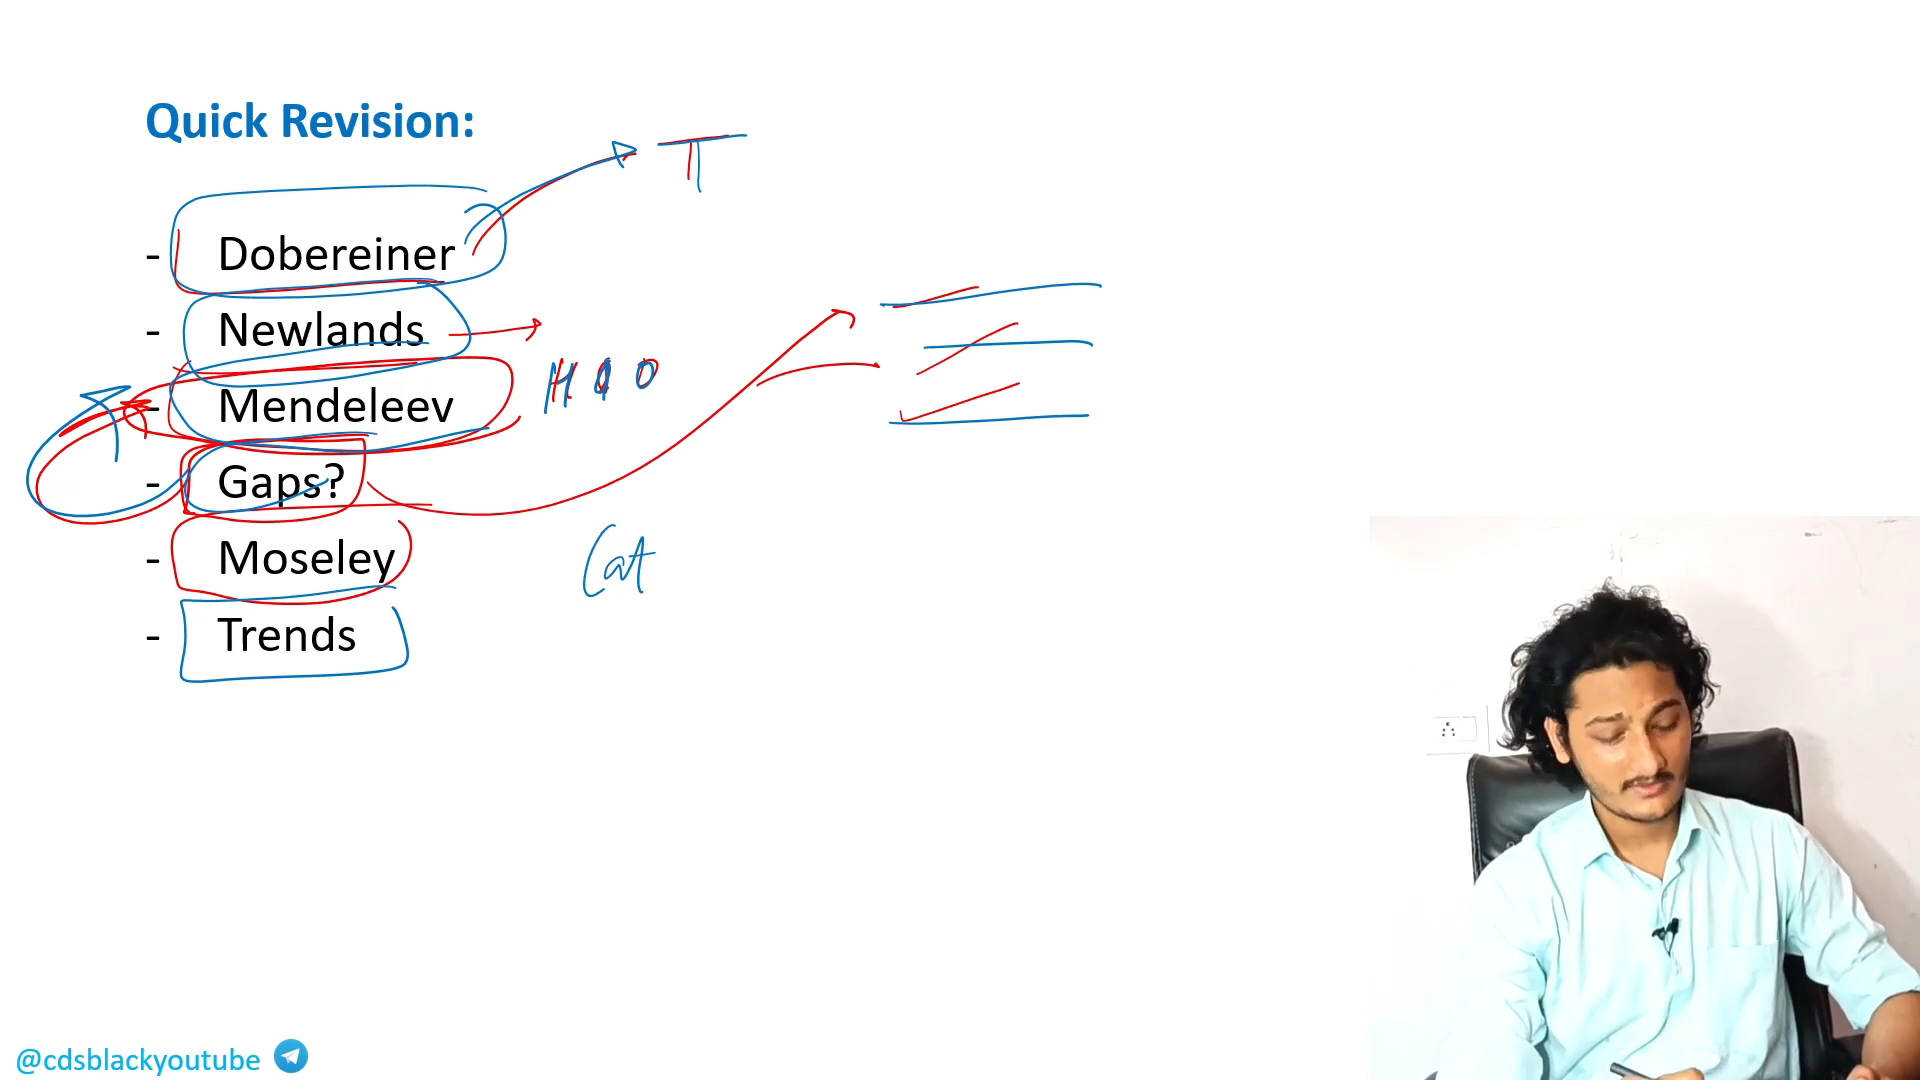 Quick Revision:
T
- Dobereiner
- Newlands
- Mendeleev
- Gaps?
- Moseley
Cat
- Trends
@cdsblackyoutube